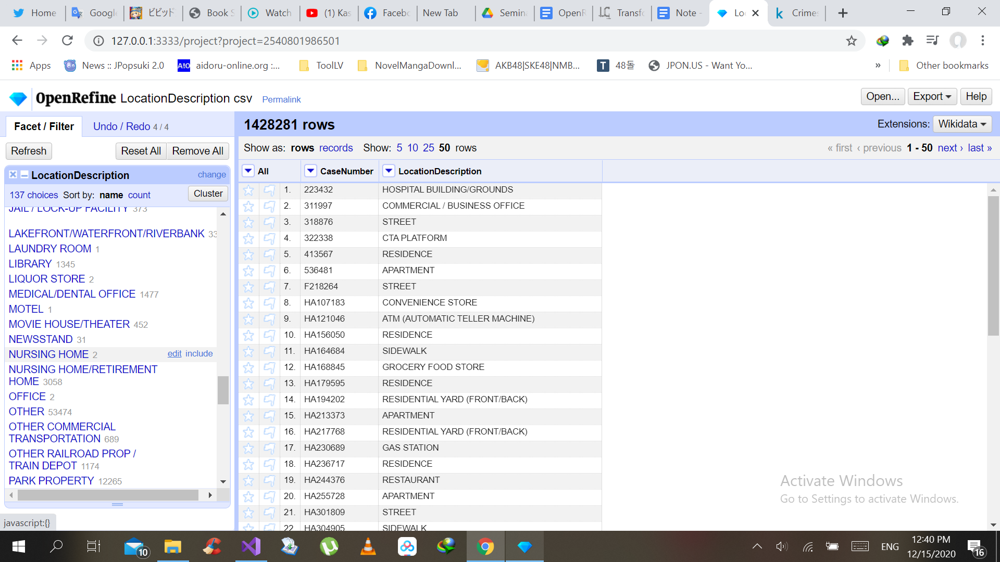 Home
Google
ビビッド
Book S
Watch
(1) Kas
Facebo
New Tab
Semina
OpenR
Transfo
Note -
Lo
Crimes
127.0.0.1:3333/project?project=2540801986501
Apps
News :: JPopsuki 2.0
A!O aidoru-online.org :...
ToolLV
NovelMangaDownl...
AKB48|SKE48|NMB...
T 48돌
JPON.US - Want Yo...
»
Other bookmarks
OpenRefine LocationDescription csv Permalink
Open... Export Help
Facet / Filter Undo / Redo 4 / 4
1428281 rows
Extensions: Wikidata
Refresh Reset All Remove All
Show as: rows records Show: 5 10 25 50 rows
« first ‹ previous 1 - 50 next › last »
LocationDescription change
137 choices Sort by: name count Cluster
JAIL / LOCK-UP FACILITY 373
LAKEFRONT/WATERFRONT/RIVERBANK 33
LAUNDRY ROOM 1
LIBRARY 1345
LIQUOR STORE 2
MEDICAL/DENTAL OFFICE 1477
MOTEL 1
MOVIE HOUSE/THEATER 452
NEWSSTAND 31
NURSING HOME 2 edit include
NURSING HOME/RETIREMENT
HOME 3058
OFFICE 2
OTHER 53474
OTHER COMMERCIAL
TRANSPORTATION 689
OTHER RAILROAD PROP /
TRAIN DEPOT 1174
PARK PROPERTY 12265
All CaseNumber LocationDescription
1. 223432 HOSPITAL BUILDING/GROUNDS
2. 311997 COMMERCIAL / BUSINESS OFFICE
3. 318876 STREET
4. 322338 CTA PLATFORM
5. 413567 RESIDENCE
6. 536481 APARTMENT
7. F218264 STREET
8. HA107183 CONVENIENCE STORE
9. HA121046 ATM (AUTOMATIC TELLER MACHINE)
10. HA156050 RESIDENCE
11. HA164684 SIDEWALK
12. HA168845 GROCERY FOOD STORE
13. HA179595 RESIDENCE
14. HA194202 RESIDENTIAL YARD (FRONT/BACK)
15. HA213373 APARTMENT
16. HA217768 RESIDENTIAL YARD (FRONT/BACK)
17. HA230689 GAS STATION
18. HA236717 RESIDENCE
19. HA244376 RESTAURANT
20. HA255728 APARTMENT
21. HA301809 STREET
22. HA304905 SIDEWALK
Activate Windows
Go to Settings to activate Windows.
javascript:{}
10
ENG
12:40 PM
12/15/2020
16